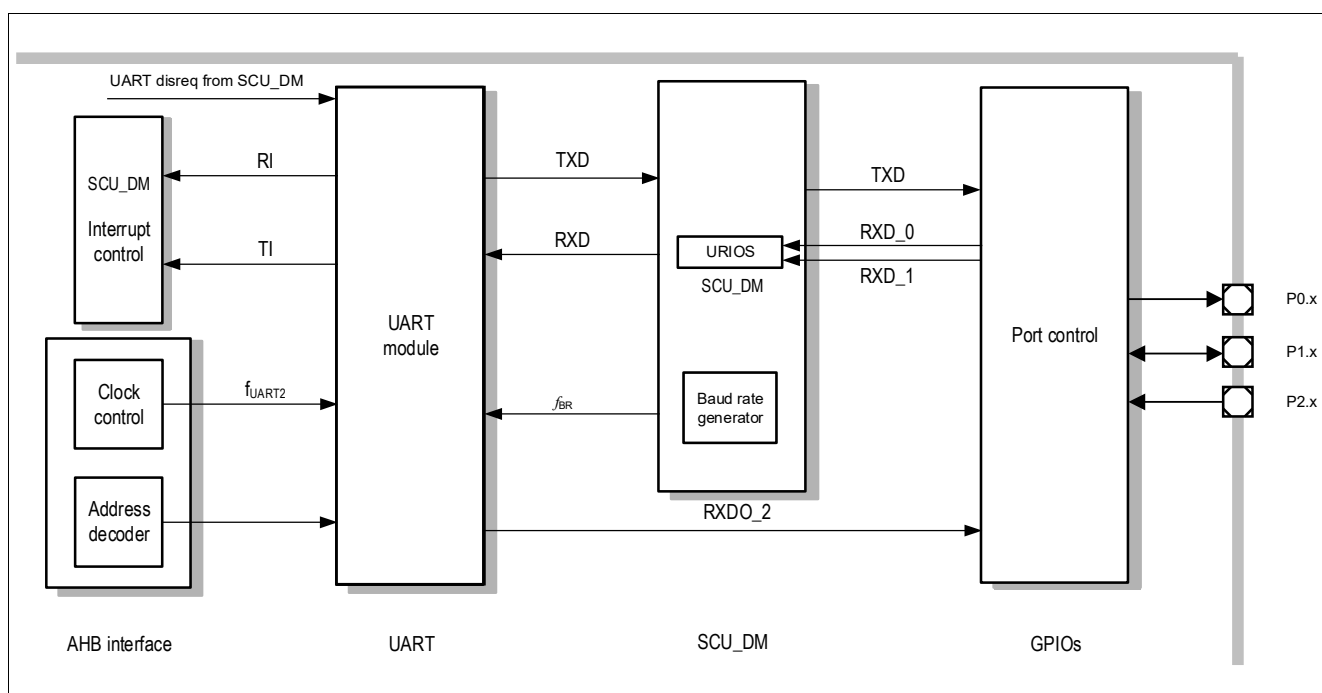 UART disreq from SCU_DM
RI
TXD
TXD
SCU_DM
Interrupt
control
RXD_0
RXD
URIOS
TI
RXD_1
SCU_DM
P0.x
UART
module
Port control
P1.x
Clock
control
fUART2
fBR
Baud rate
generator
P2.x
Address
decoder
RXDO_2
AHB interface
UART
SCU_DM
GPIOs